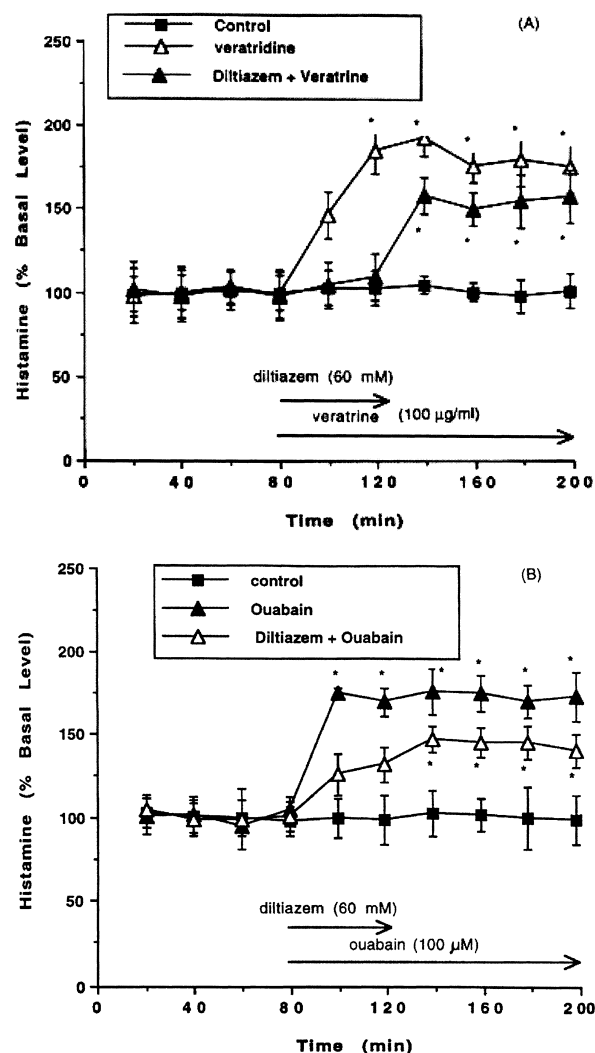 (A)
Control
veratridine
Diltiazem + Veratrine
250
200
150
100
50
0
Histamine (% Basal Level)
* * * * *
* * * *
diltiazem (60 mM)
veratrine (100 μg/ml)
0 40 80 120 160 200
Time (min)
(B)
control
Ouabain
Diltiazem + Ouabain
250
200
150
100
50
0
Histamine (% Basal Level)
* * * * * *
* * * *
diltiazem (60 mM)
ouabain (100 μM)
0 40 80 120 160 200
Time (min)